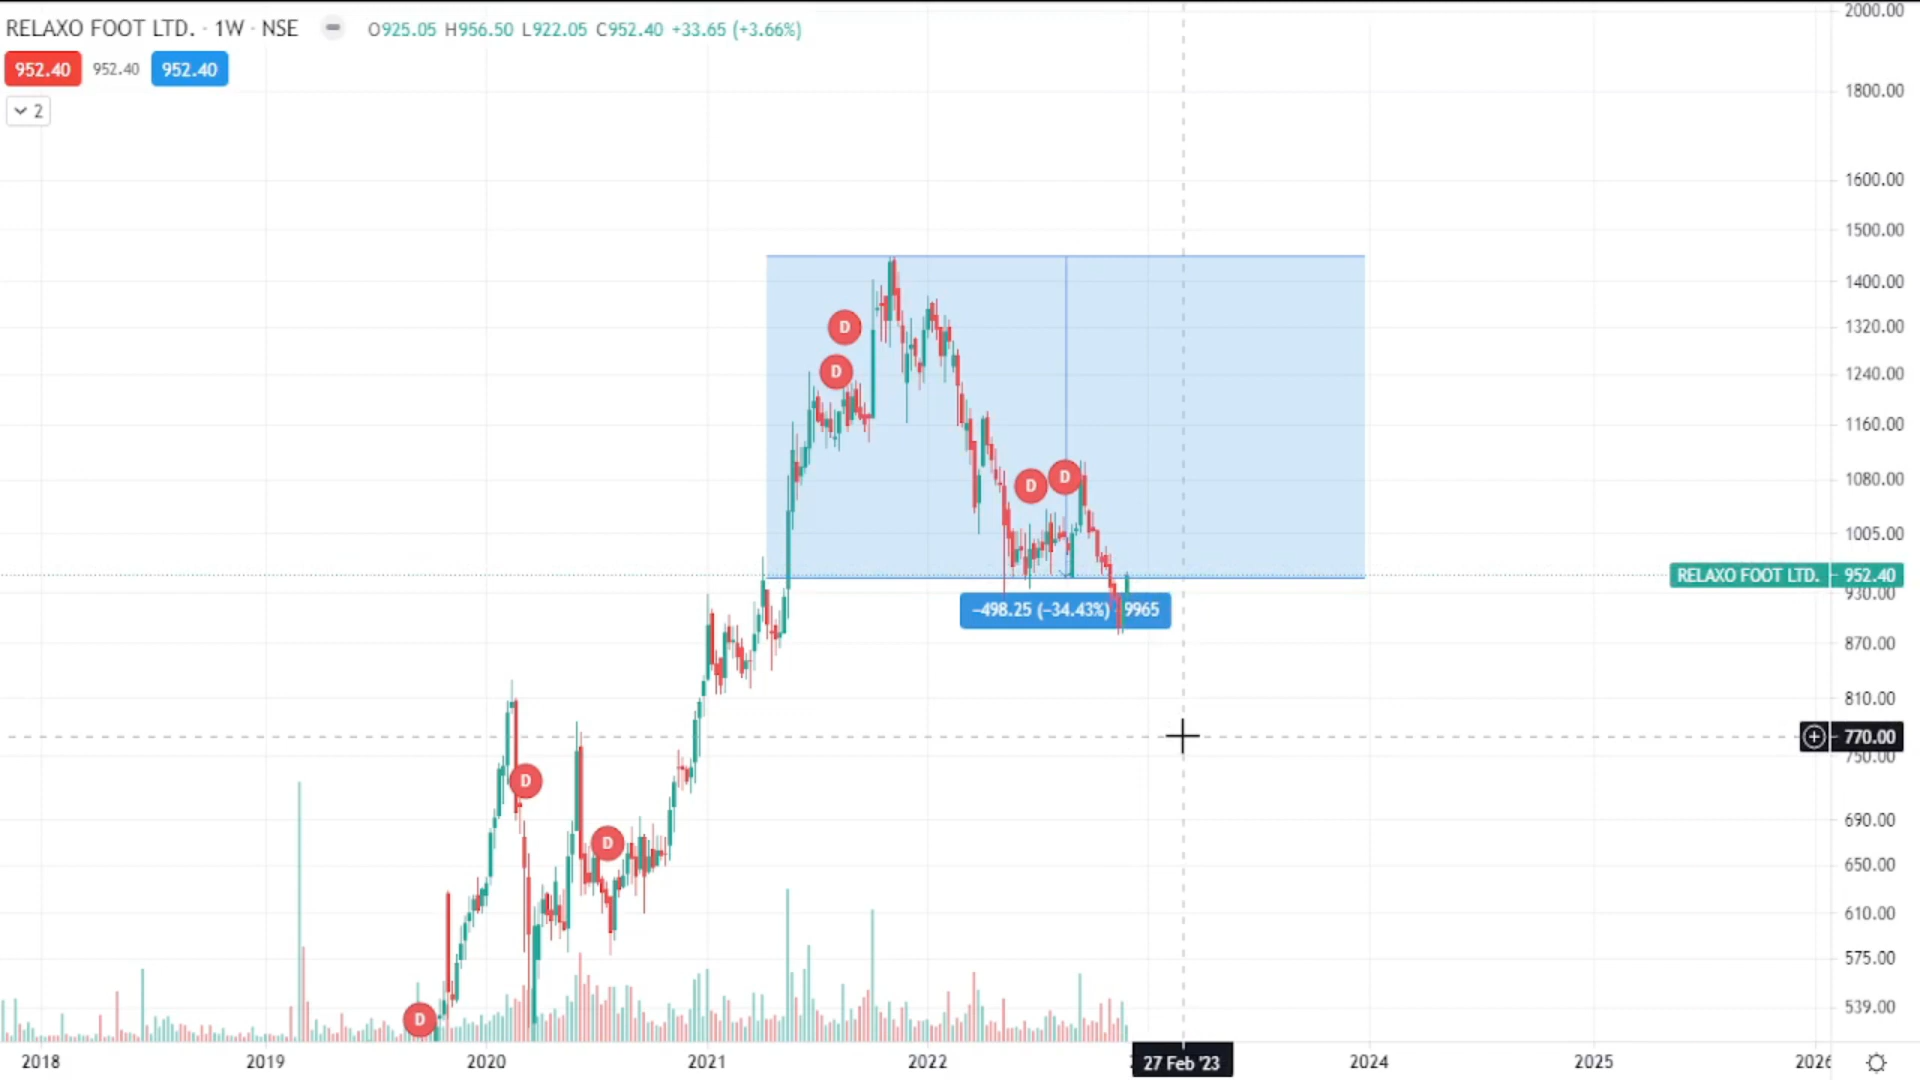 RELAXO FOOT LTD. · 1W · NSE O925.05 H956.50 L922.05 C952.40 +33.65 (+3.66%)
952.40 952.40 952.40
2
2000.00
1800.00
1600.00
1500.00
1400.00
1320.00
1240.00
1160.00
1080.00
1005.00
RELAXO FOOT LTD. 952.40
930.00
870.00
810.00
770.00
750.00
690.00
650.00
610.00
575.00
539.00
D
D
D
D
−498.25 (−34.43%) 9965
D
D
D
2018 2019 2020 2021 2022 27 Feb '23 2024 2025 2026